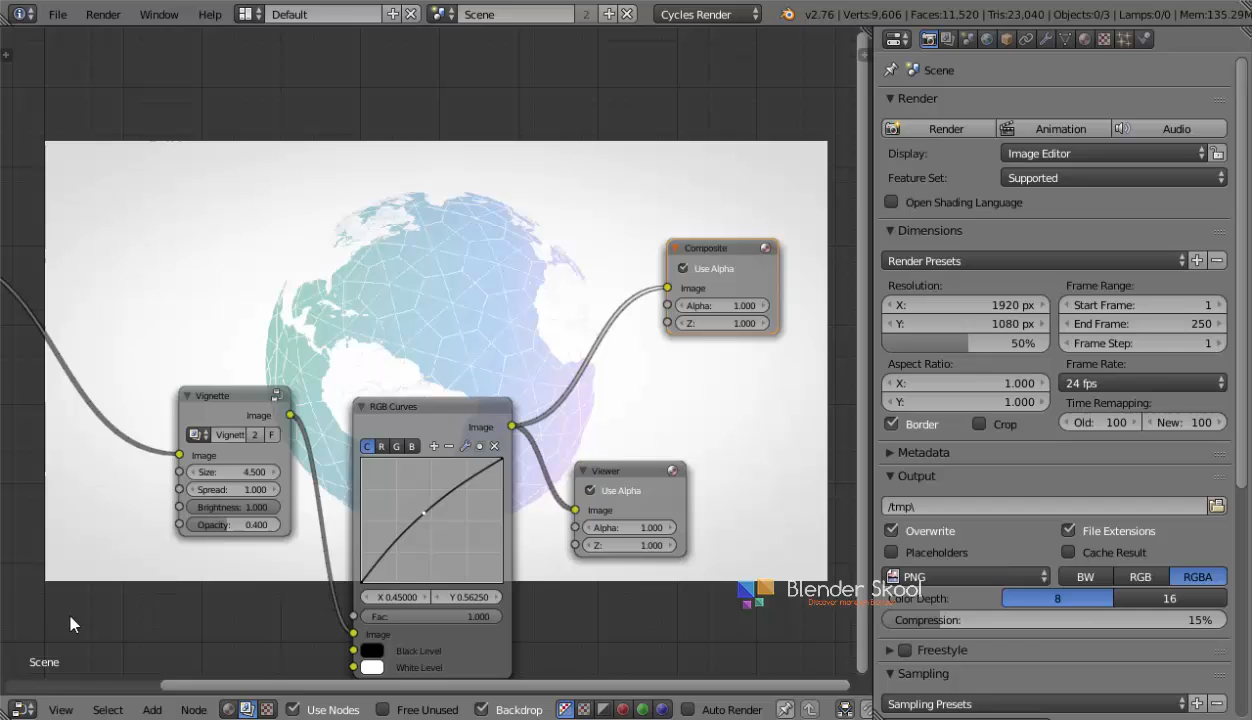 File Render Window Help Default Scene 2 Cycles Render v2.76 | Verts:9,606 | Faces:11,520 | Tris:23,040 | Objects:0/3 | Lamps:0/0 | Mem:135.29M
Scene
Render
Render Animation Audio
Display: Image Editor
Feature Set: Supported
Open Shading Language
Dimensions
Render Presets
Resolution: Frame Range:
X: 1920 px Start Frame: 1
Y: 1080 px End Frame: 250
50% Frame Step: 1
Aspect Ratio: Frame Rate:
X: 1.000 24 fps
Y: 1.000 Time Remapping:
Old: 100 New: 100
Border Crop
Metadata
Output
/tmp\
Overwrite File Extensions
Placeholders Cache Result
PNG BW RGB RGBA
Color Depth: 8 16
Compression: 15%
Freestyle
Sampling
Sampling Presets
Composite
Use Alpha
Image
Alpha: 1.000
Z: 1.000
Vignette
Image
Vignett 2 F
Image
Size: 4.500
Spread: 1.000
Brightness: 1.000
Opacity: 0.400
RGB Curves
Image
C R G B
X 0.45000 Y 0.56250
Fac: 1.000
Image
Black Level
White Level
Viewer
Use Alpha
Image
Alpha: 1.000
Z: 1.000
Blender Skool
Scene
View Select Add Node Use Nodes Free Unused Backdrop Auto Render